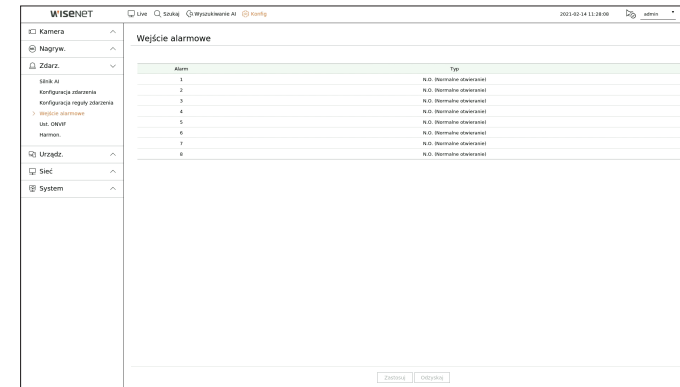 WISENET
Live Szukaj Wyszukiwanie AI Konfig 2021-02-14 11:28:08 admin
Kamera
Nagryw.
Zdarz.
Silnik AI
Konfiguracja zdarzenia
Konfiguracja reguły zdarzenia
Wejście alarmowe
Ust. ONVIF
Harmon.
Urządz.
Sieć
System
Wejście alarmowe
Alarm Typ
1 N.O. (Normalne otwieranie)
2 N.O. (Normalne otwieranie)
3 N.O. (Normalne otwieranie)
4 N.O. (Normalne otwieranie)
5 N.O. (Normalne otwieranie)
6 N.O. (Normalne otwieranie)
7 N.O. (Normalne otwieranie)
8 N.O. (Normalne otwieranie)
Zastosuj Odzyskaj